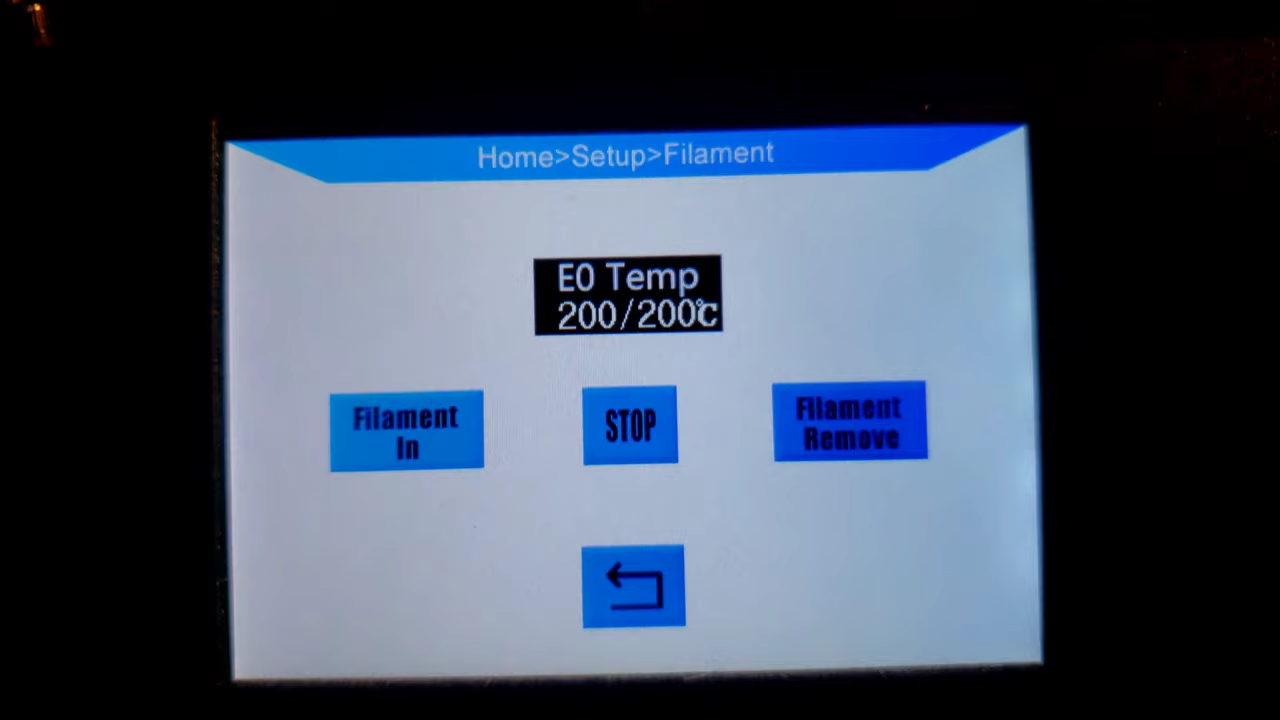 Home>Setup>Filament
E0 Temp
200/200℃
Filament
In
STOP
Filament
Remove